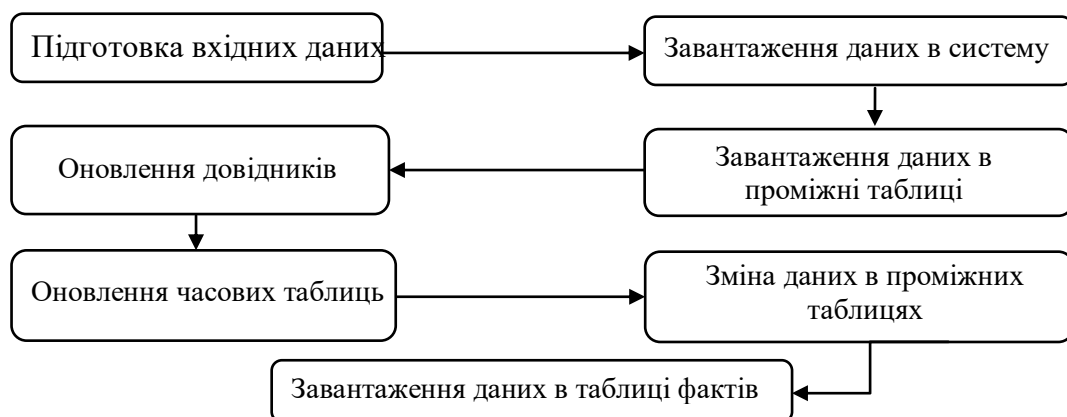 Підготовка вхідних даних
Завантаження даних в систему
Завантаження даних в
проміжні таблиці
Оновлення довідників
Оновлення часових таблиць
Зміна даних в проміжних
таблицях
Завантаження даних в таблиці фактів